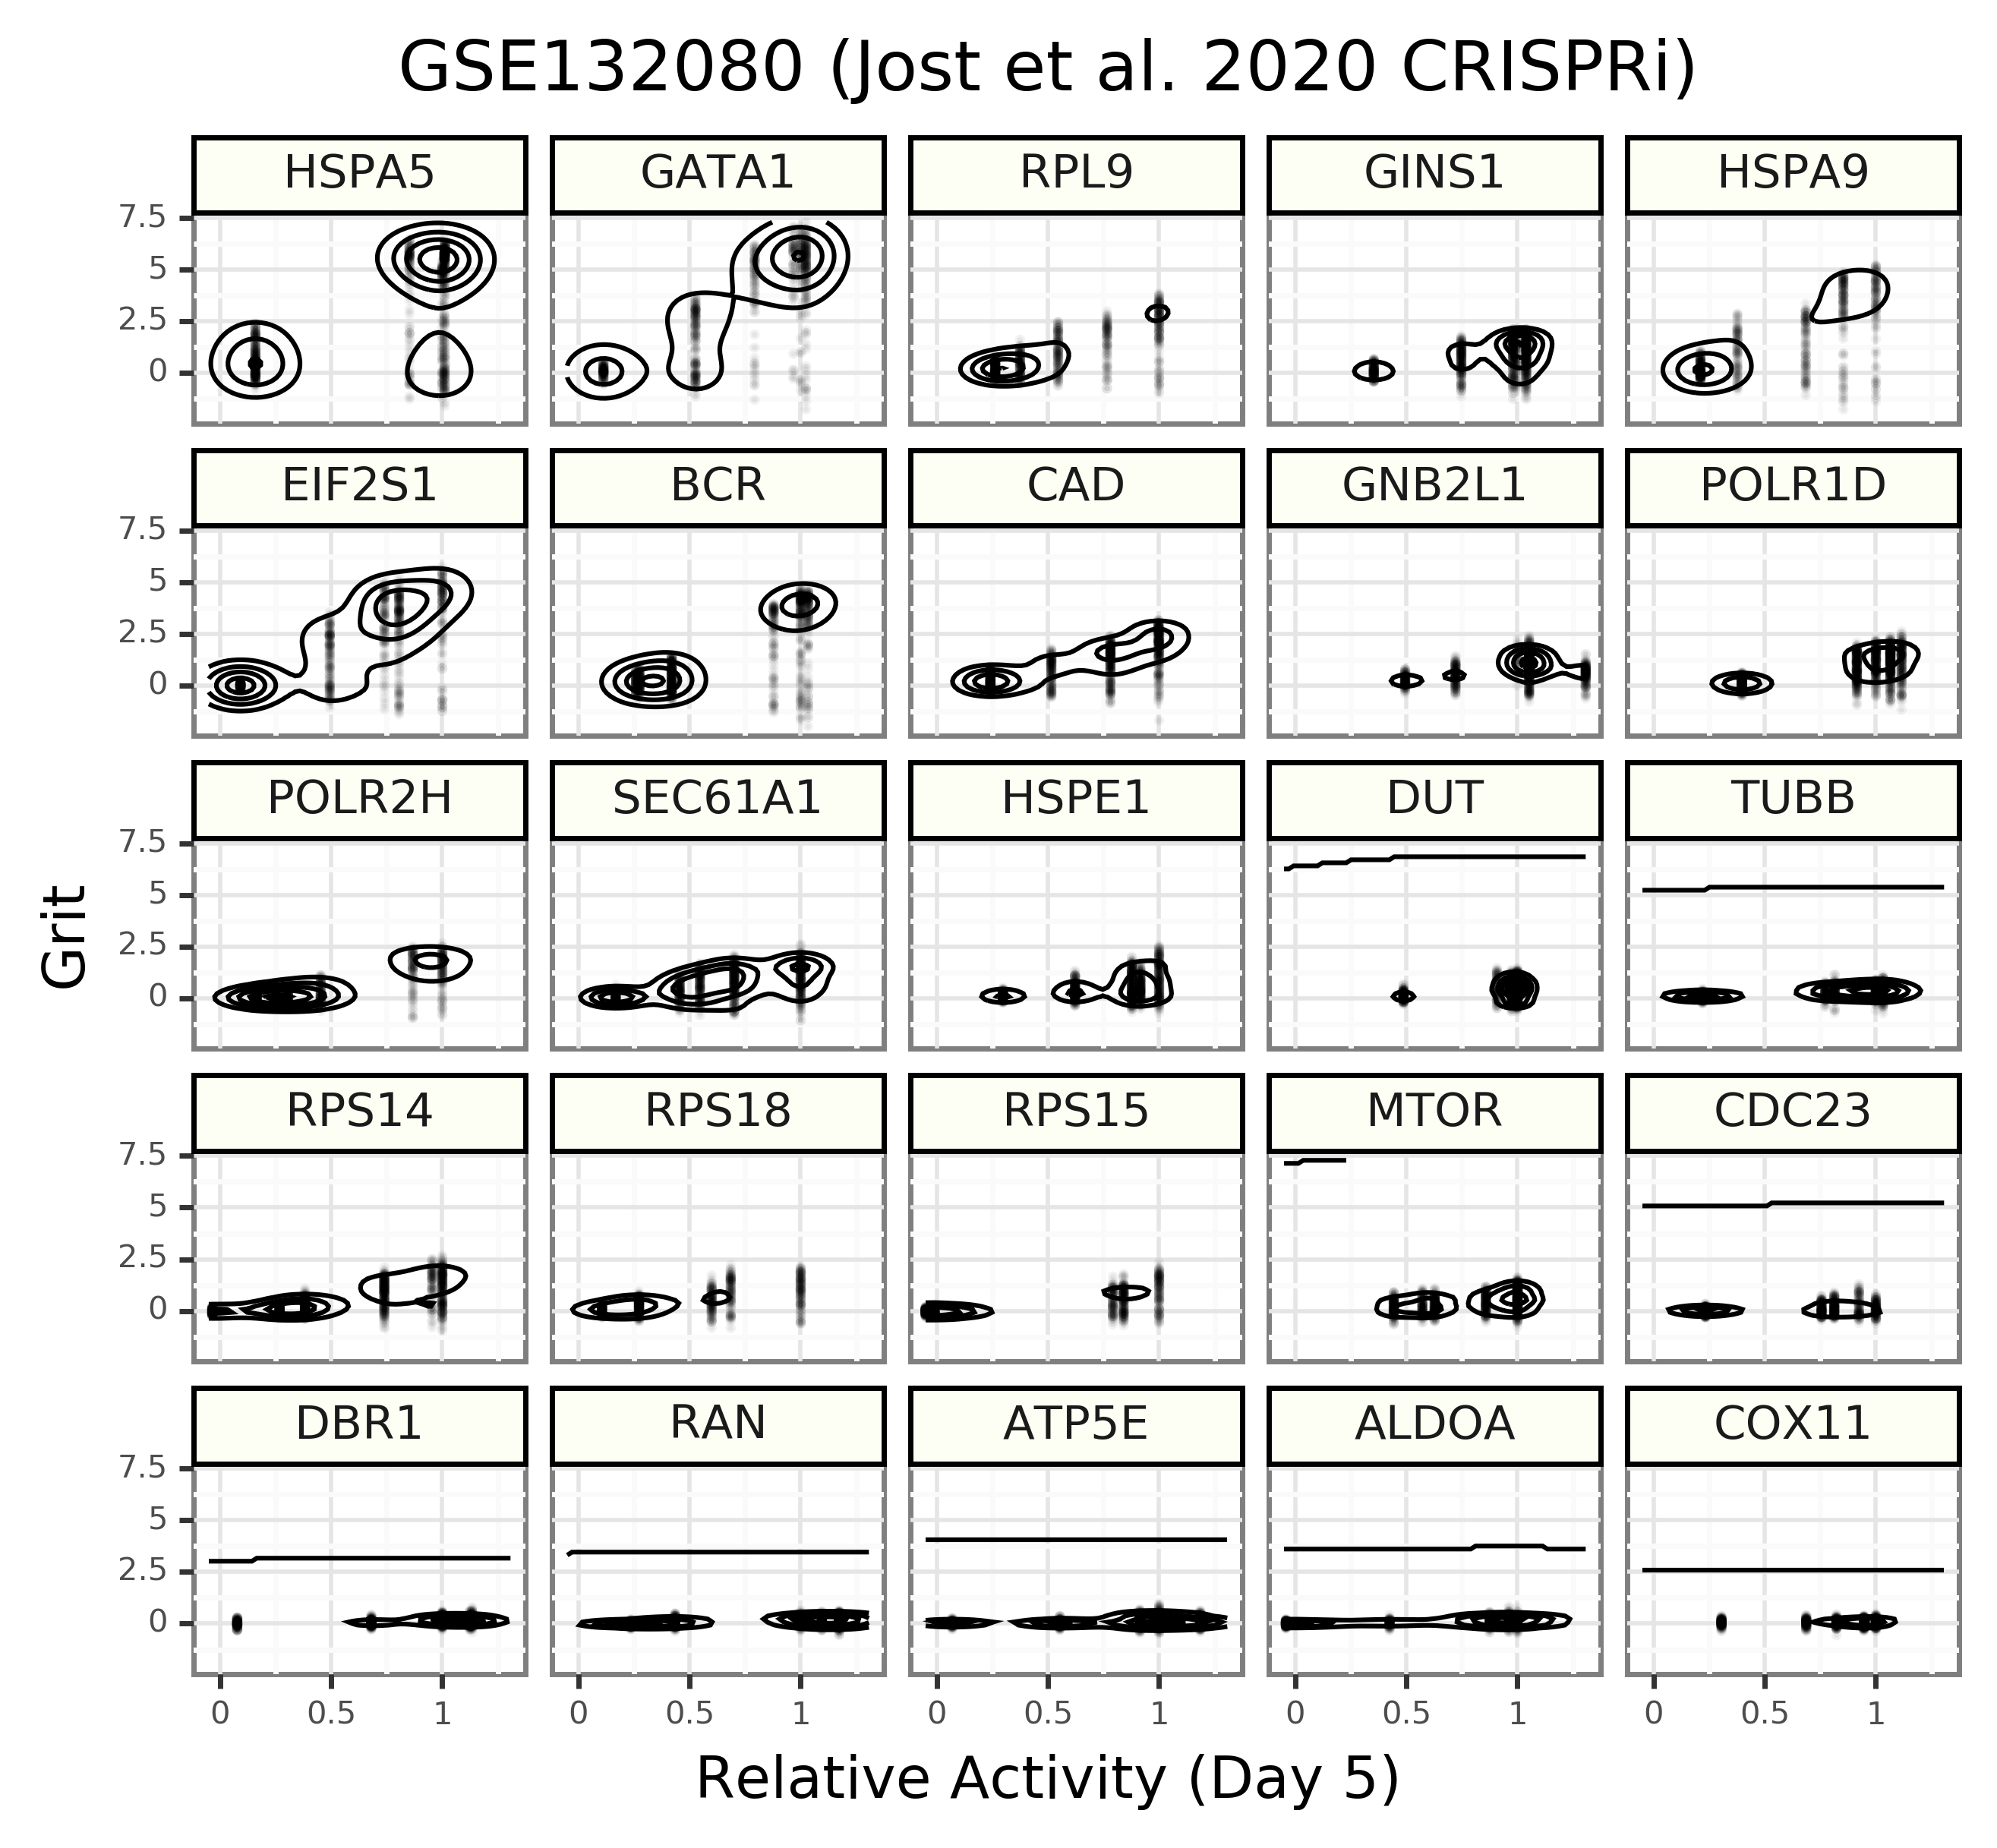 GSE132080 (Jost et al. 2020 CRISPRi)
HSPA5 GATA1 RPL9 GINS1 HSPA9
7.5
5
2.5
0
EIF2S1 BCR CAD GNB2L1 POLR1D
7.5
5
2.5
0
POLR2H SEC61A1 HSPE1 DUT TUBB
7.5
5
2.5
0
Grit
RPS14 RPS18 RPS15 MTOR CDC23
7.5
5
2.5
0
DBR1 RAN ATP5E ALDOA COX11
7.5
5
2.5
0
0 0.5 1 0 0.5 1 0 0.5 1 0 0.5 1 0 0.5 1
Relative Activity (Day 5)